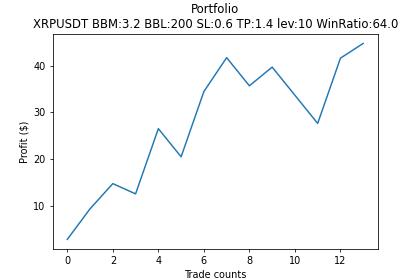 Portfolio
XRPUSDT BBM:3.2 BBL:200 SL:0.6 TP:1.4 lev:10 WinRatio:64.0
40
30
20
10
Profit ($)
0 2 4 6 8 10 12
Trade counts